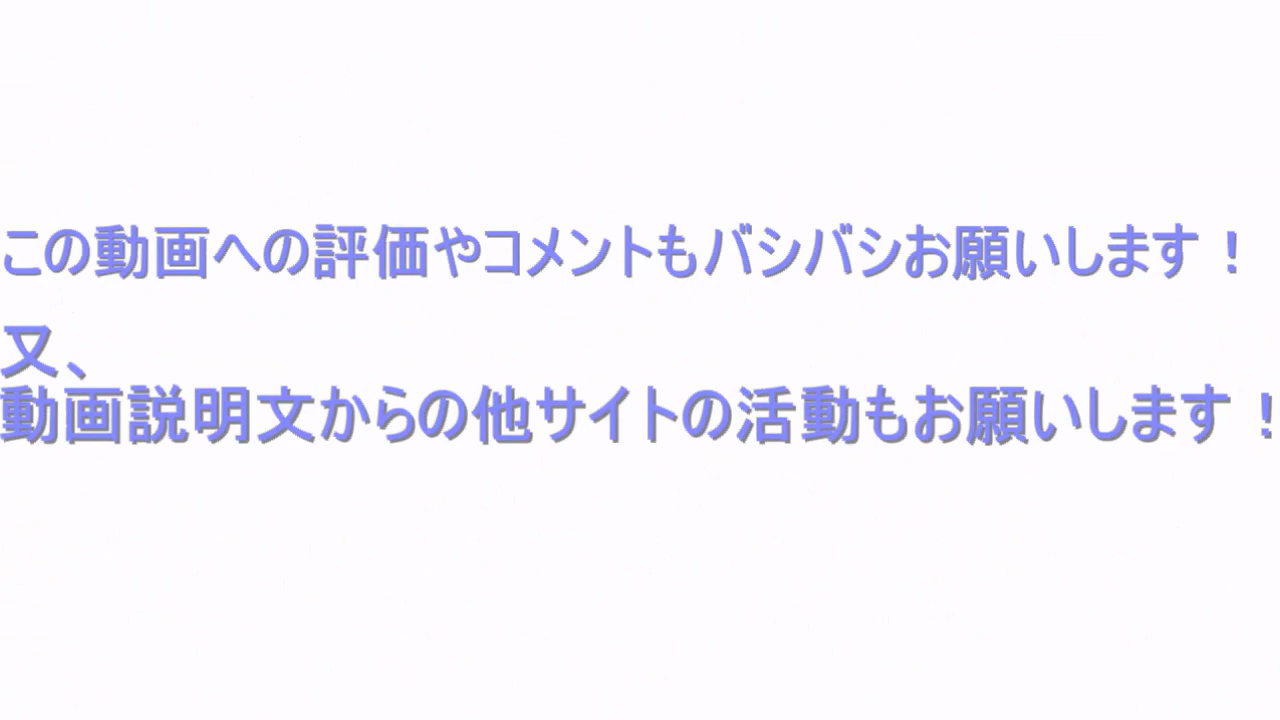 この動画への評価やコメントもバシバシお願いします！
又、
動画説明文からの他サイトの活動もお願いします！